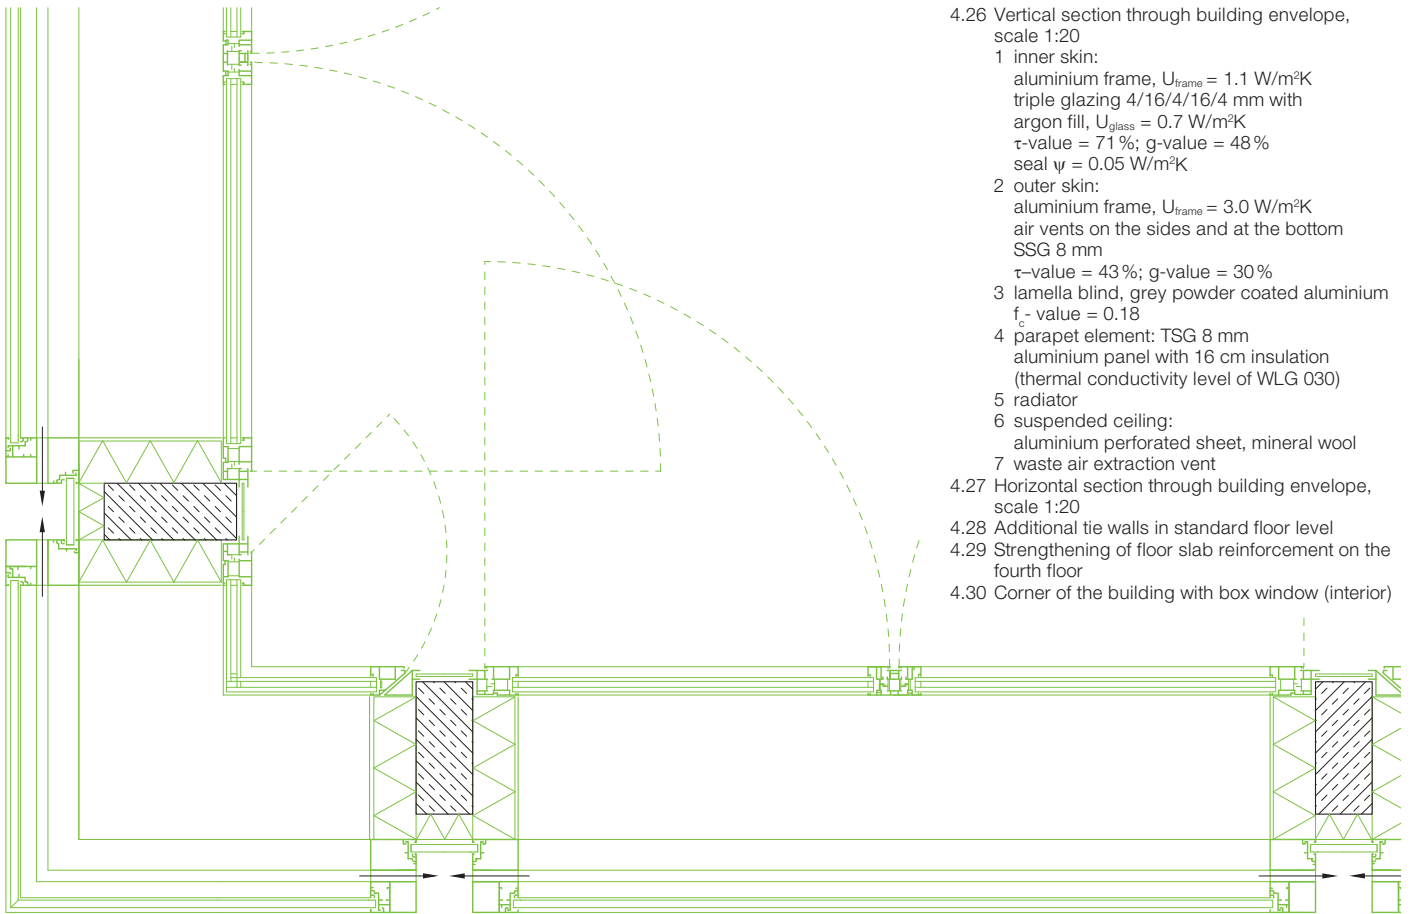 4.26 Vertical section through building envelope,
scale 1:20
1 inner skin:
aluminium frame, Uframe = 1.1 W/m²K
triple glazing 4/16/4/16/4 mm with
argon fill, Uglass = 0.7 W/m²K
τ-value = 71 %; g-value = 48 %
seal ψ = 0.05 W/m²K
2 outer skin:
aluminium frame, Uframe = 3.0 W/m²K
air vents on the sides and at the bottom
SSG 8 mm
τ–value = 43 %; g-value = 30 %
3 lamella blind, grey powder coated aluminium
fc- value = 0.18
4 parapet element: TSG 8 mm
aluminium panel with 16 cm insulation
(thermal conductivity level of WLG 030)
5 radiator
6 suspended ceiling:
aluminium perforated sheet, mineral wool
7 waste air extraction vent
4.27 Horizontal section through building envelope,
scale 1:20
4.28 Additional tie walls in standard floor level
4.29 Strengthening of floor slab reinforcement on the
fourth floor
4.30 Corner of the building with box window (interior)